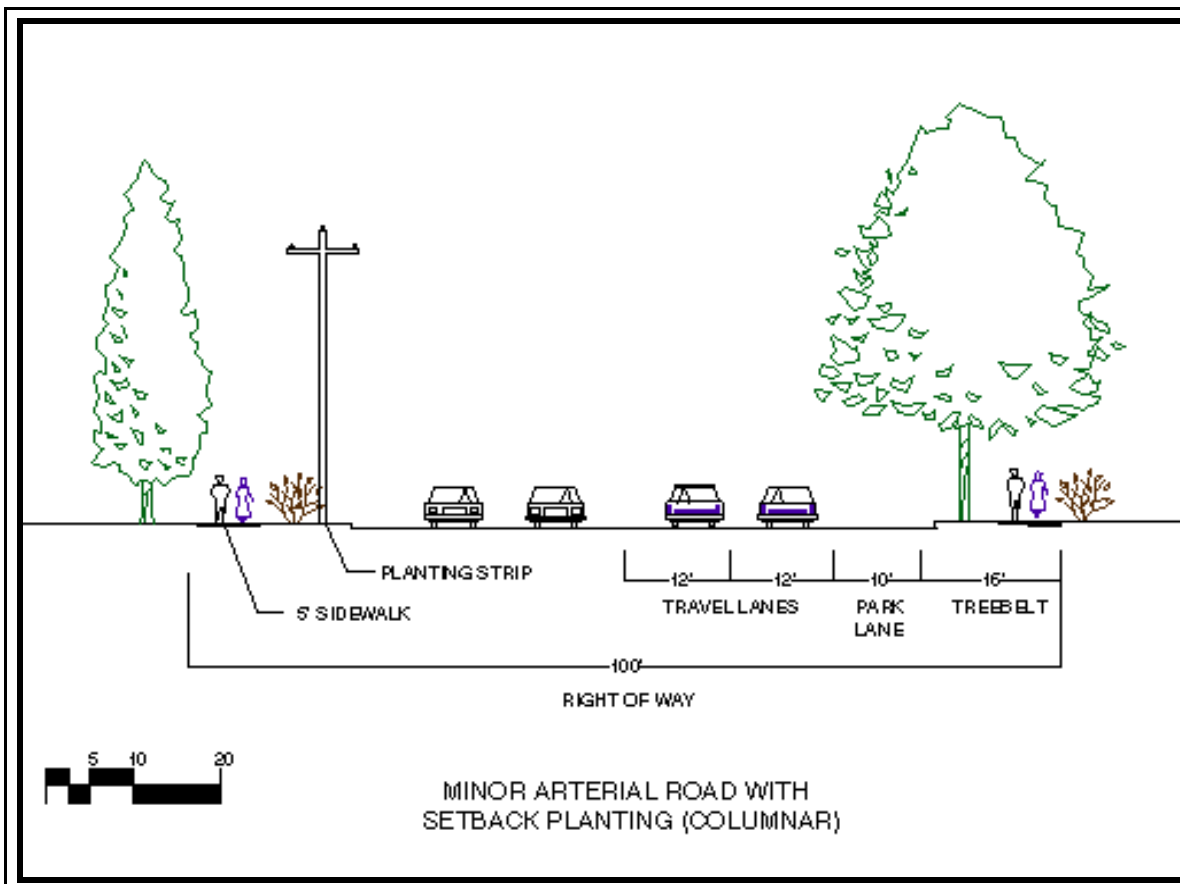 PLANTING STRIP
5' SIDEWALK
12' 12' 10' 16'
TRAVEL LANES
PARK
LANE
TREEBELT
100'
RIGHT OF WAY
5 10 20
MINOR ARTERIAL ROAD WITH
SETBACK PLANTING (COLUMNAR)